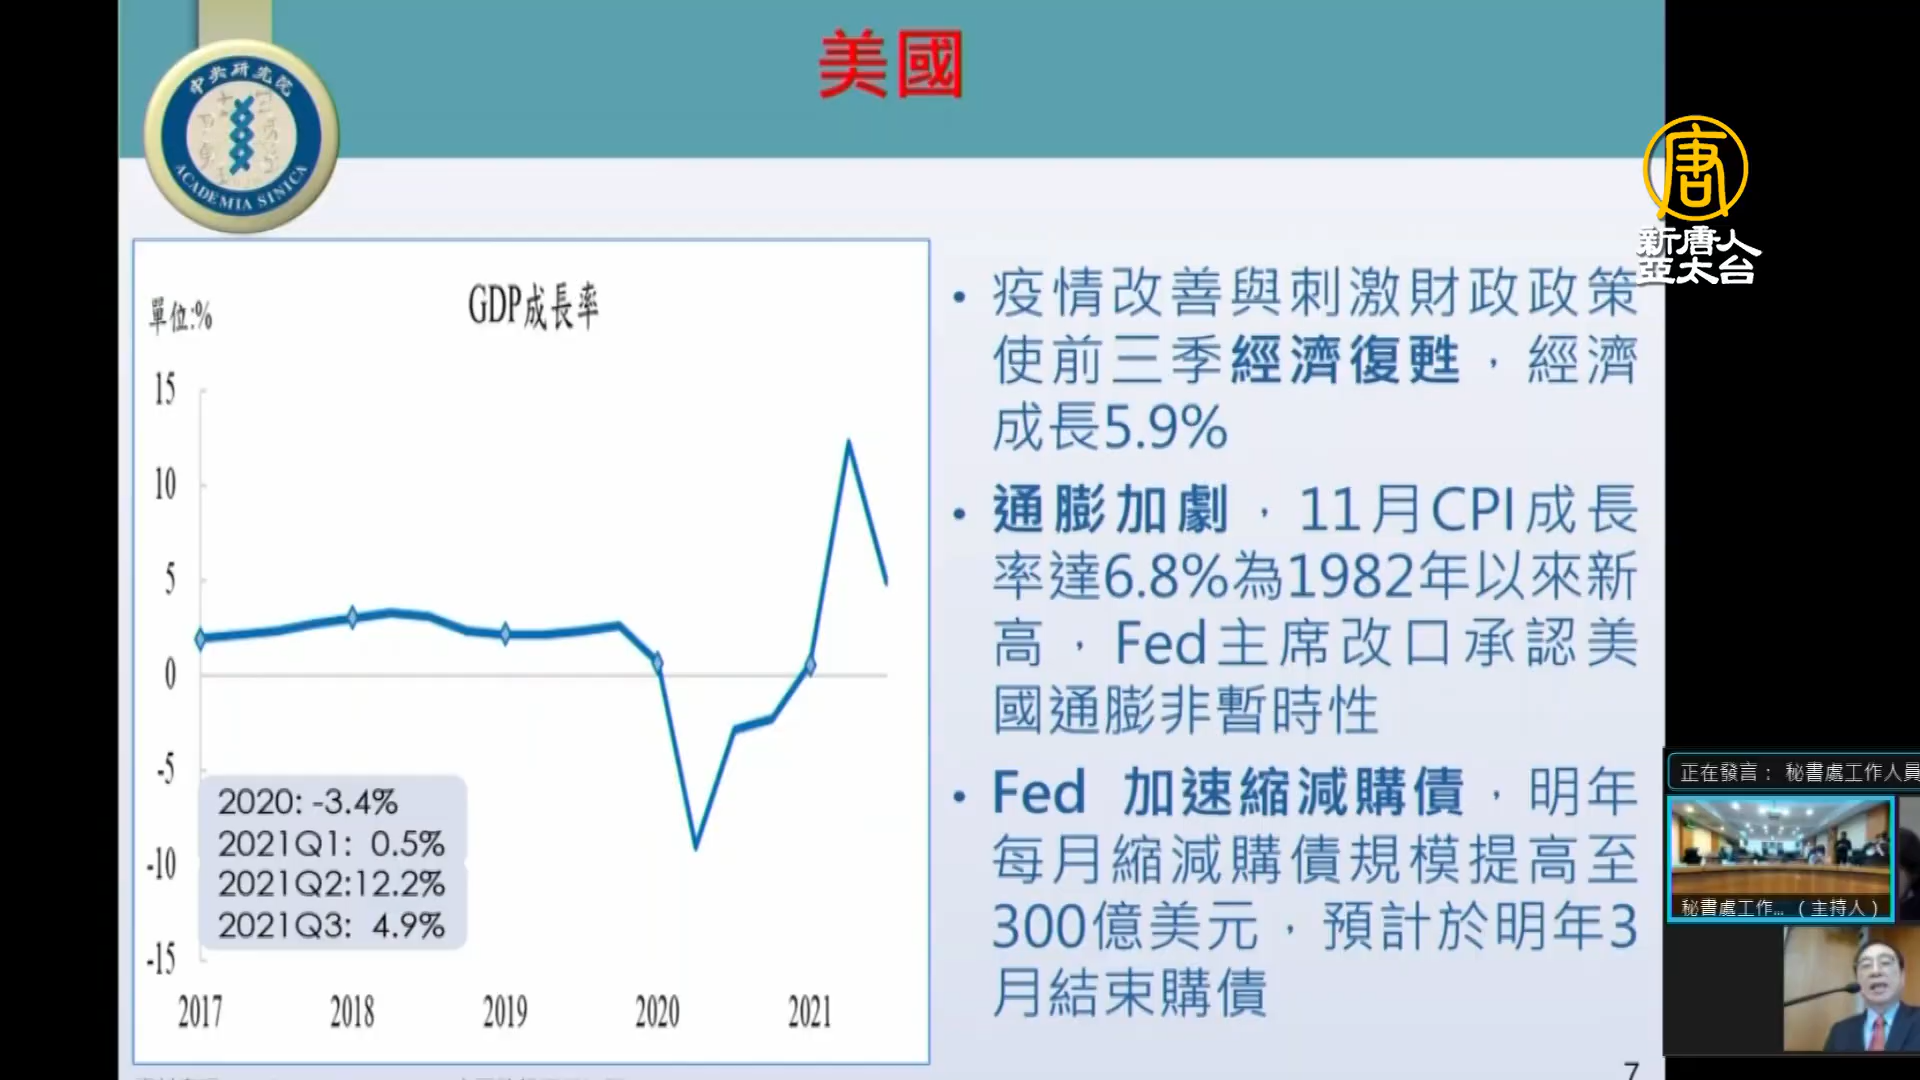 美國
中央研究院
ACADEMIA SINICA
唐
新唐人
亞太台
單位:%
GDP成長率
15
10
5
0
-5
-10
-15
2020: -3.4%
2021Q1: 0.5%
2021Q2:12.2%
2021Q3: 4.9%
2017 2018 2019 2020 2021
• 疫情改善與刺激財政政策
使前三季經濟復甦，經濟
成長5.9%
• 通膨加劇，11月CPI成長
率達6.8%為1982年以來新
高，Fed主席改口承認美
國通膨非暫時性
• Fed 加速縮減購債，明年
每月縮減購債規模提高至
300億美元，預計於明年3
月結束購債
正在發言： 秘書處工作人員
秘書處工作... （主持人）
7